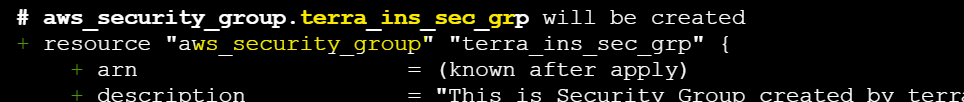 # aws_security_group.terra_ins_sec_grp will be created
+ resource "aws_security_group" "terra_ins_sec_grp" {
+ arn = (known after apply)
+ description = "This is Security Group created by terra